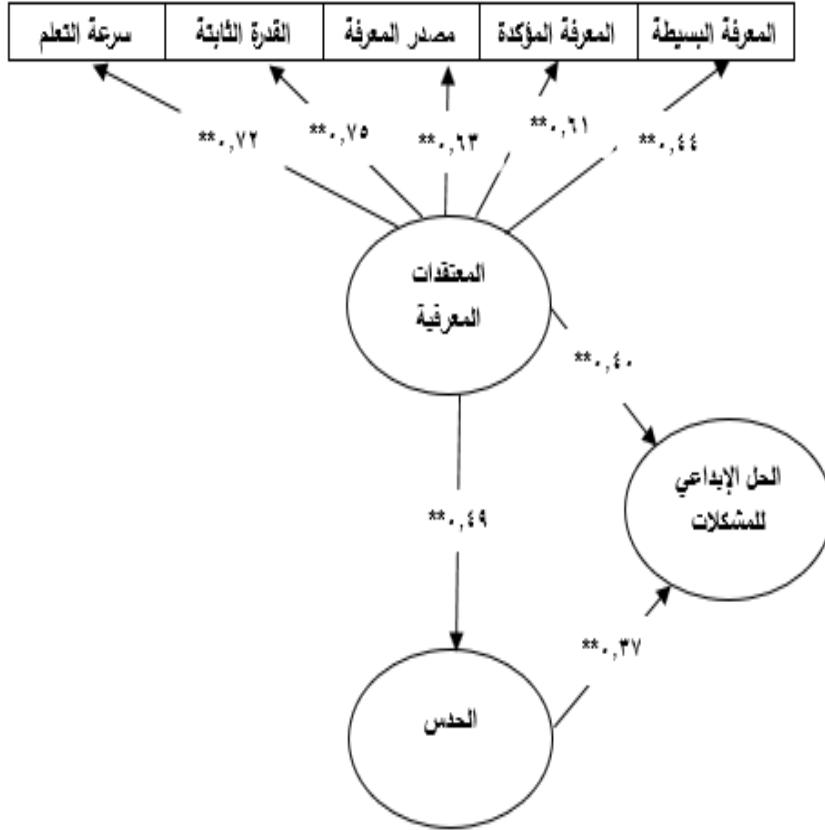 المعرفة البسيطة
المعرفة المؤكدة
مصدر المعرفة
القدرة الثابتة
سرعة التعلم
**٠,٤٤
**٠,٦١
**٠,٦٣
**٠,٧٥
**٠,٧٢
المعتقدات
المعرفية
**٠,٤٠
الحل الإبداعي
للمشكلات
**٠,٤٩
**٠,٣٧
الحدس